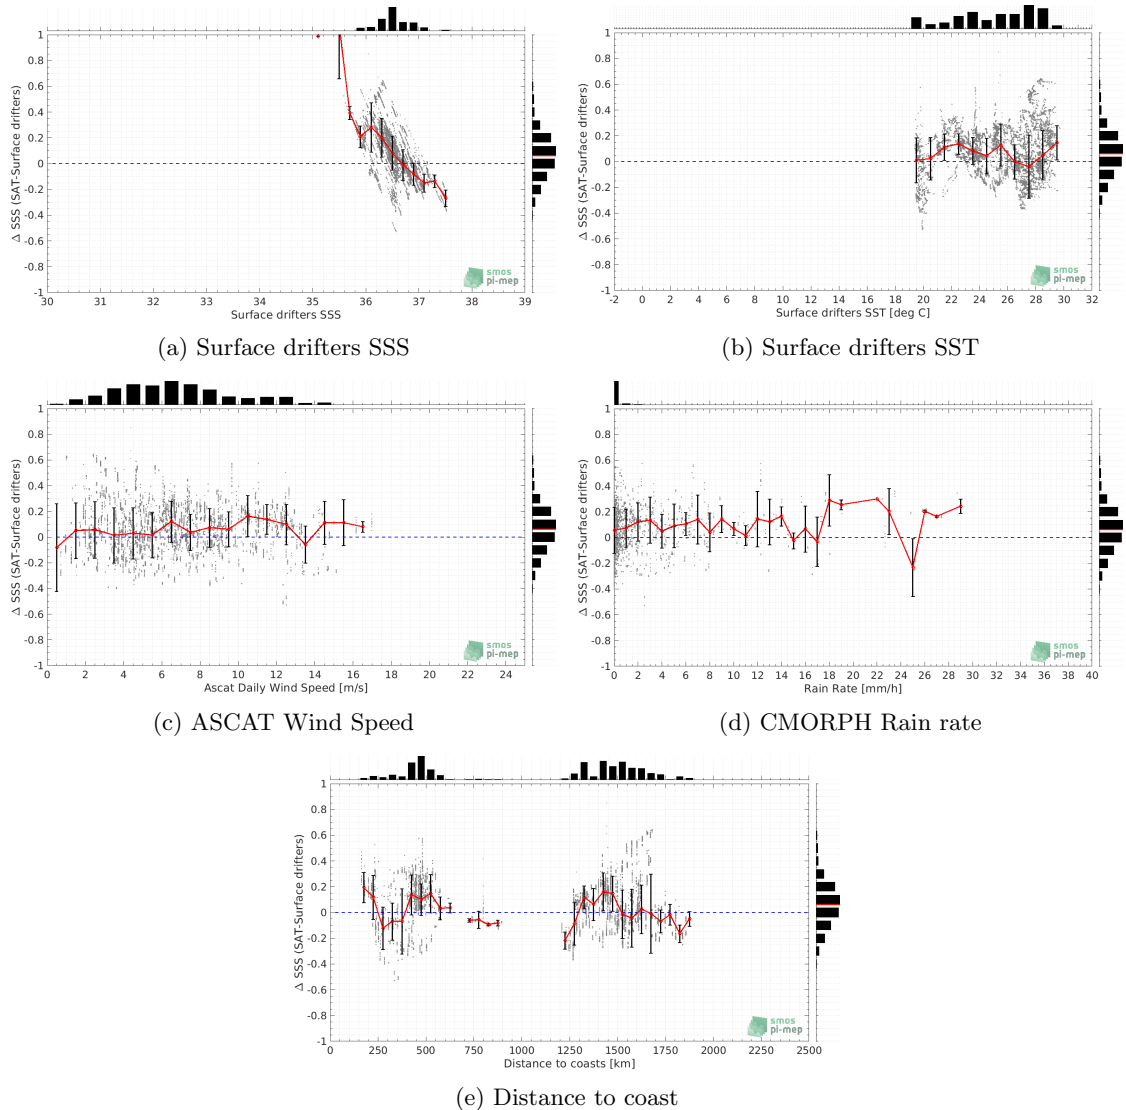 1
0.8
0.6
0.4
0.2
0
-0.2
-0.4
-0.6
-0.8
-1
Δ SSS (SAT-Surface drifters)
30 31 32 33 34 35 36 37 38 39
Surface drifters SSS
smos
pi-mep
(a) Surface drifters SSS
1
0.8
0.6
0.4
0.2
0
-0.2
-0.4
-0.6
-0.8
-1
Δ SSS (SAT-Surface drifters)
-2 0 2 4 6 8 10 12 14 16 18 20 22 24 26 28 30 32
Surface drifters SST [deg C]
smos
pi-mep
(b) Surface drifters SST
1
0.8
0.6
0.4
0.2
0
-0.2
-0.4
-0.6
-0.8
-1
Δ SSS (SAT-Surface drifters)
0 2 4 6 8 10 12 14 16 18 20 22 24
Ascat Daily Wind Speed [m/s]
smos
pi-mep
(c) ASCAT Wind Speed
1
0.8
0.6
0.4
0.2
0
-0.2
-0.4
-0.6
-0.8
-1
Δ SSS (SAT-Surface drifters)
0 2 4 6 8 10 12 14 16 18 20 22 24 26 28 30 32 34 36 38 40
Rain Rate [mm/h]
smos
pi-mep
(d) CMORPH Rain rate
1
0.8
0.6
0.4
0.2
0
-0.2
-0.4
-0.6
-0.8
-1
Δ SSS (SAT-Surface drifters)
0 250 500 750 1000 1250 1500 1750 2000 2250 2500
Distance to coasts [km]
smos
pi-mep
(e) Distance to coast